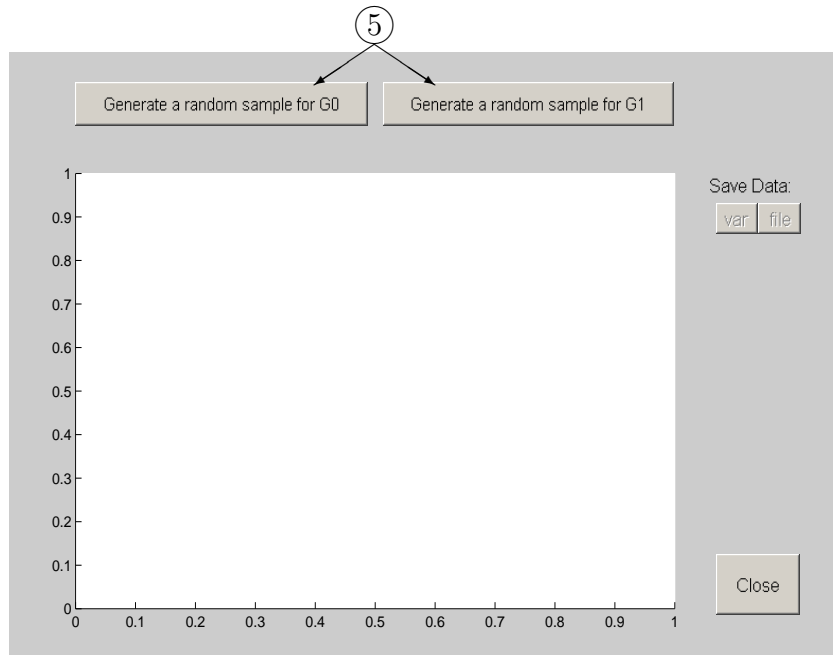 5
Generate a random sample for G0
Generate a random sample for G1
Save Data:
var file
1
0.9
0.8
0.7
0.6
0.5
0.4
0.3
0.2
0.1
0
0 0.1 0.2 0.3 0.4 0.5 0.6 0.7 0.8 0.9 1
Close